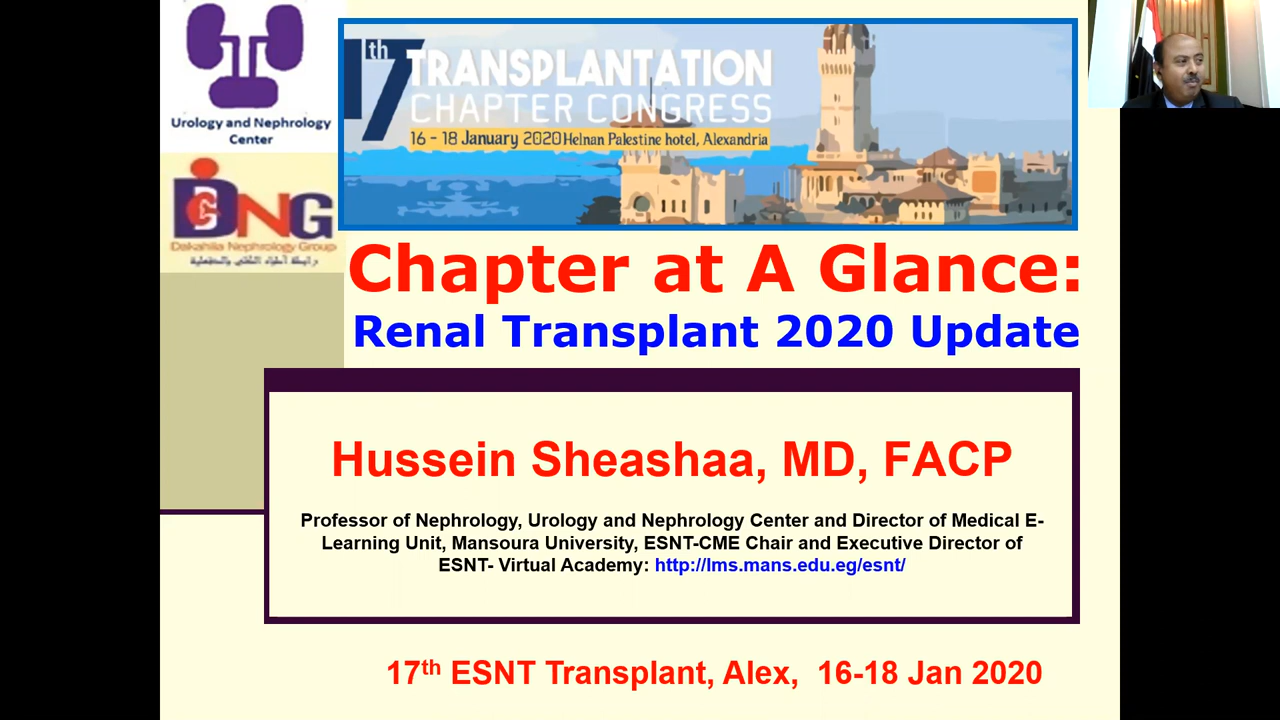 Urology and Nephrology
Center
DNG
Dakahlia Nephrology Group
17th TRANSPLANTATION
CHAPTER CONGRESS
16 - 18 January 2020 Helnan Palestine hotel, Alexandria
Chapter at A Glance:
Renal Transplant 2020 Update
Hussein Sheashaa, MD, FACP
Professor of Nephrology, Urology and Nephrology Center and Director of Medical E-
Learning Unit, Mansoura University, ESNT-CME Chair and Executive Director of
ESNT- Virtual Academy: http://lms.mans.edu.eg/esnt/
17th ESNT Transplant, Alex, 16-18 Jan 2020